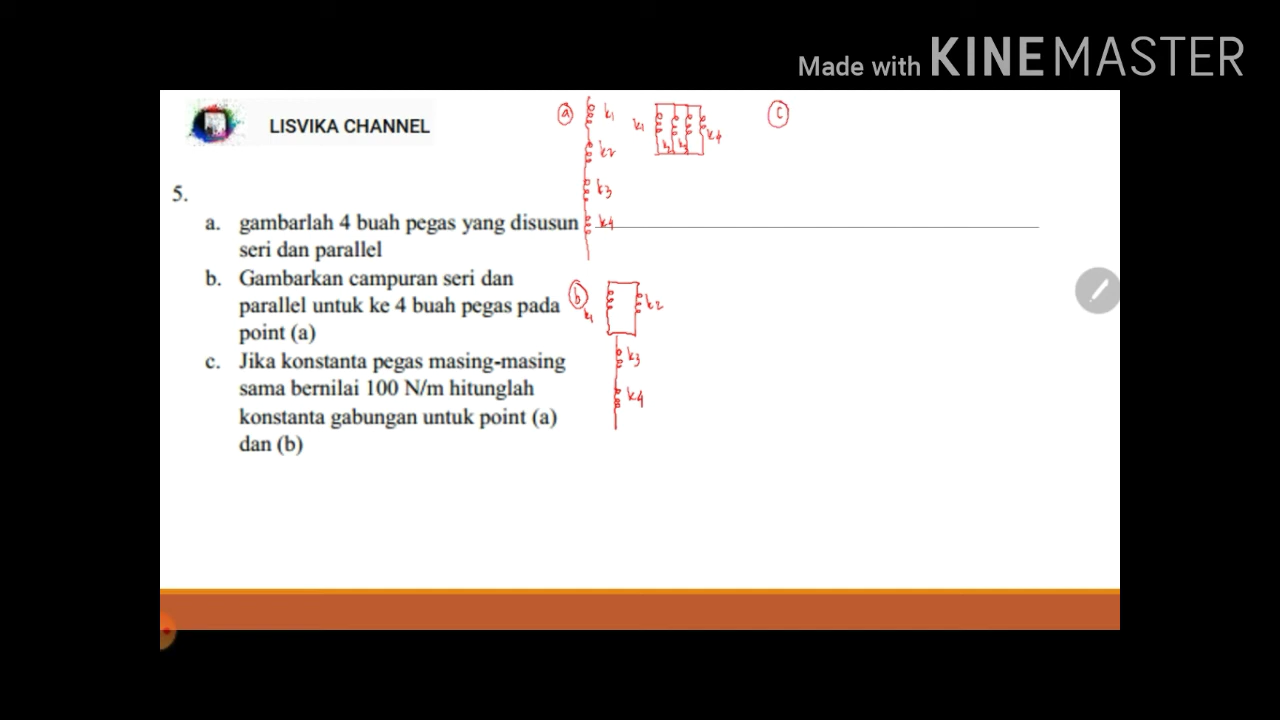 Made with KINEMASTER
LISVIKA CHANNEL
5.
a. gambarlah 4 buah pegas yang disusun
seri dan parallel
b. Gambarkan campuran seri dan
parallel untuk ke 4 buah pegas pada
point (a)
c. Jika konstanta pegas masing-masing
sama bernilai 100 N/m hitunglah
konstanta gabungan untuk point (a)
dan (b)
a
k1
k2
k3
k4
k1
k2 k3
k4
b
k1
k2
k3
k4
c